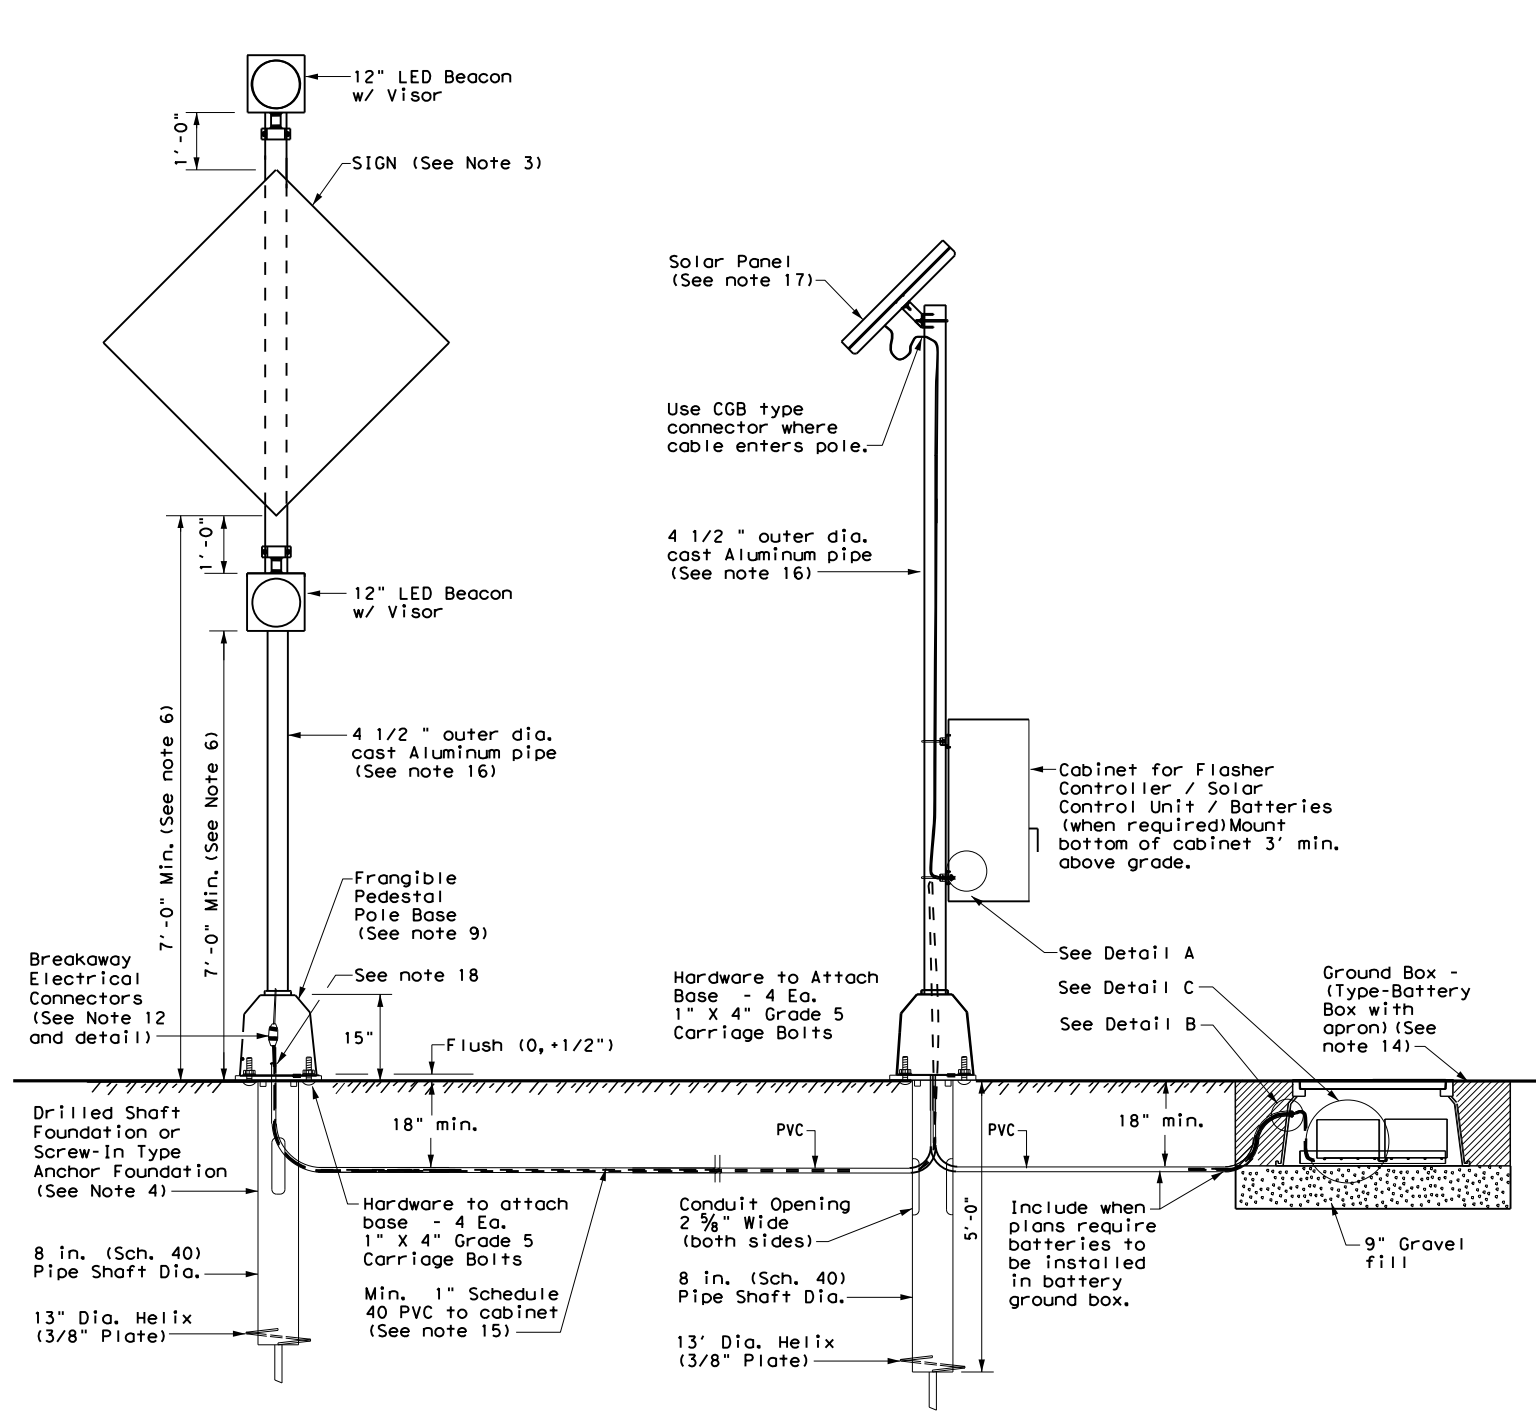 12" LED Beacon
w/ Visor
1'-0"
SIGN (See Note 3)
Solar Panel
(See note 17)
Use CGB type
connector where
cable enters pole.
1'-0"
4 1/2 " outer dia.
cast Aluminum pipe
(See note 16)
12" LED Beacon
w/ Visor
7'-0" Min. (See note 6)
7'-0" Min. (See Note 6)
4 1/2 " outer dia.
cast Aluminum pipe
(See note 16)
Cabinet for Flasher
Controller / Solar
Control Unit / Batteries
(when required)Mount
bottom of cabinet 3' min.
above grade.
Frangible
Pedestal
Pole Base
(See note 9)
Breakaway
Electrical
Connectors
(See Note 12
and detail)
See note 18
15"
Flush (0, +1/2")
Hardware to Attach
Base - 4 Ea.
1" X 4" Grade 5
Carriage Bolts
See Detail A
See Detail C
See Detail B
Ground Box -
(Type-Battery
Box with
apron) (See
note 14)
Drilled Shaft
Foundation or
Screw-In Type
Anchor Foundation
(See Note 4)
18" min.
PVC
PVC
18" min.
8 in. (Sch. 40)
Pipe Shaft Dia.
13" Dia. Helix
(3/8" Plate)
Hardware to attach
base - 4 Ea.
1" X 4" Grade 5
Carriage Bolts
Min. 1" Schedule
40 PVC to cabinet
(See note 15)
Conduit Opening
2 5/8" Wide
(both sides)
8 in. (Sch. 40)
Pipe Shaft Dia.
13' Dia. Helix
(3/8" Plate)
5'-0"
Include when
plans require
batteries to
be installed
in battery
ground box.
9" Gravel
fill